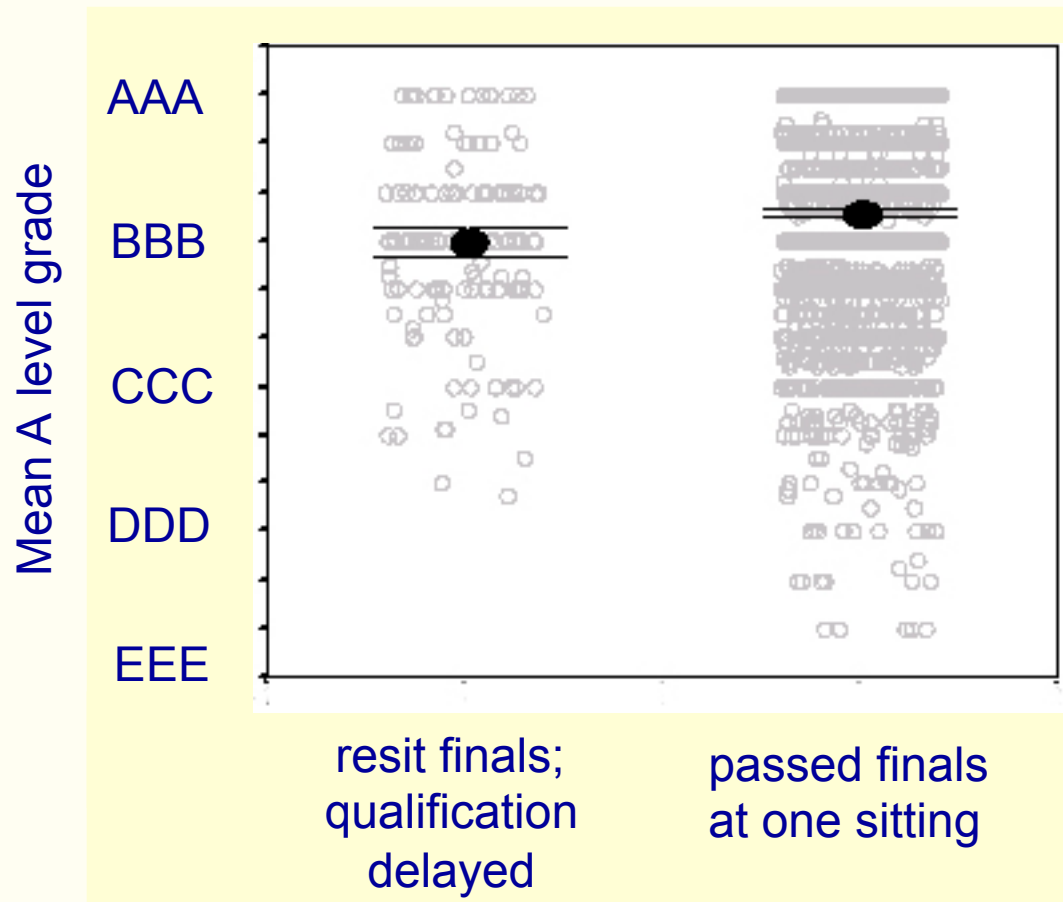 Mean A level grade
AAA
BBB
CCC
DDD
EEE
resit finals;
qualification
delayed
passed finals
at one sitting